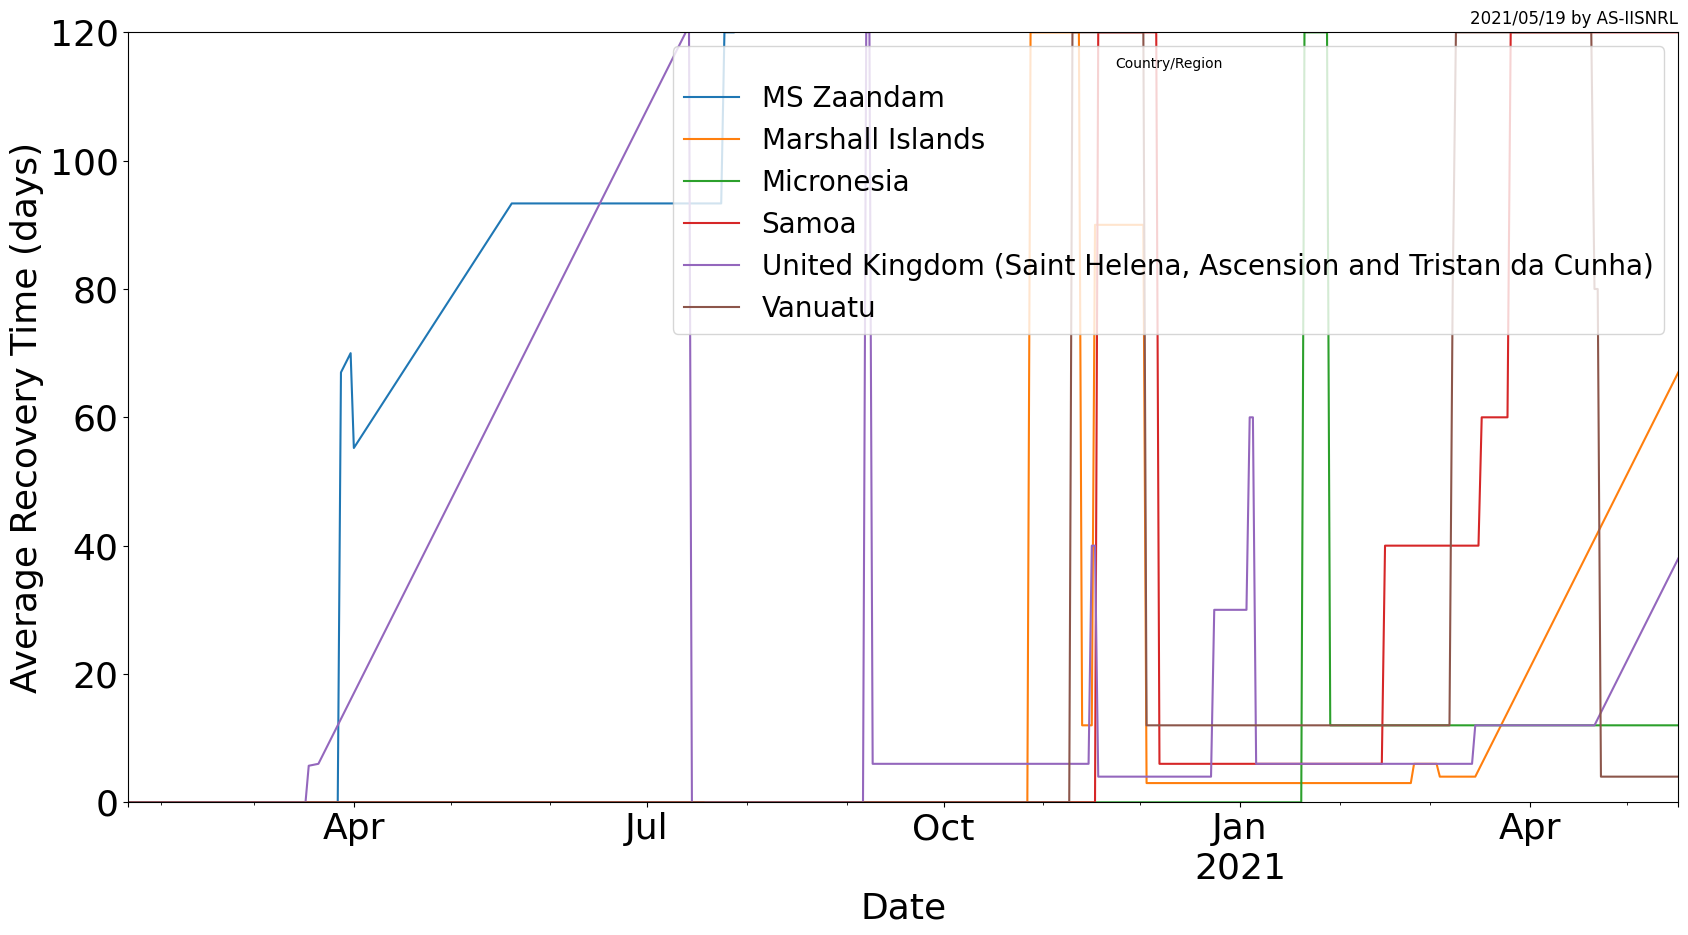 2021/05/19 by AS-IISNRL
Average Recovery Time (days)
120
100
80
60
40
20
0
Country/Region
MS Zaandam
Marshall Islands
Micronesia
Samoa
United Kingdom (Saint Helena, Ascension and Tristan da Cunha)
Vanuatu
Apr Jul Oct Jan Apr
2021
Date